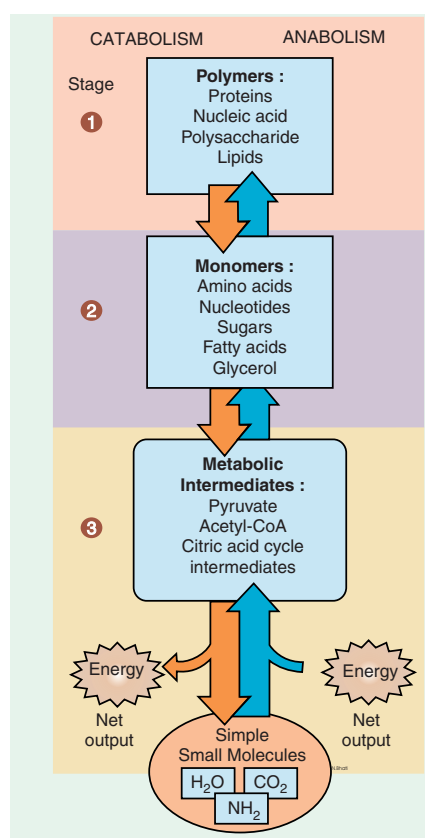 CATABOLISM ANABOLISM
Stage
1
Polymers :
Proteins
Nucleic acid
Polysaccharide
Lipids
2
Monomers :
Amino acids
Nucleotides
Sugars
Fatty acids
Glycerol
3
Metabolic
Intermediates :
Pyruvate
Acetyl-CoA
Citric acid cycle
intermediates
Energy
Net
output
Energy
Net
output
Simple
Small Molecules
H₂O CO₂
NH₂